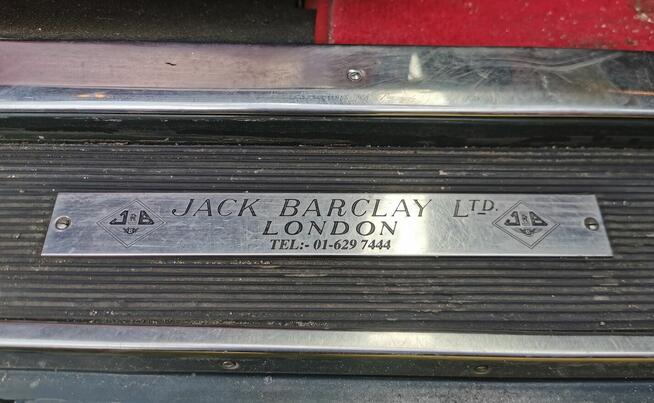 JACK BARCLAY LTD.
LONDON
TEL:- 01-629 7444